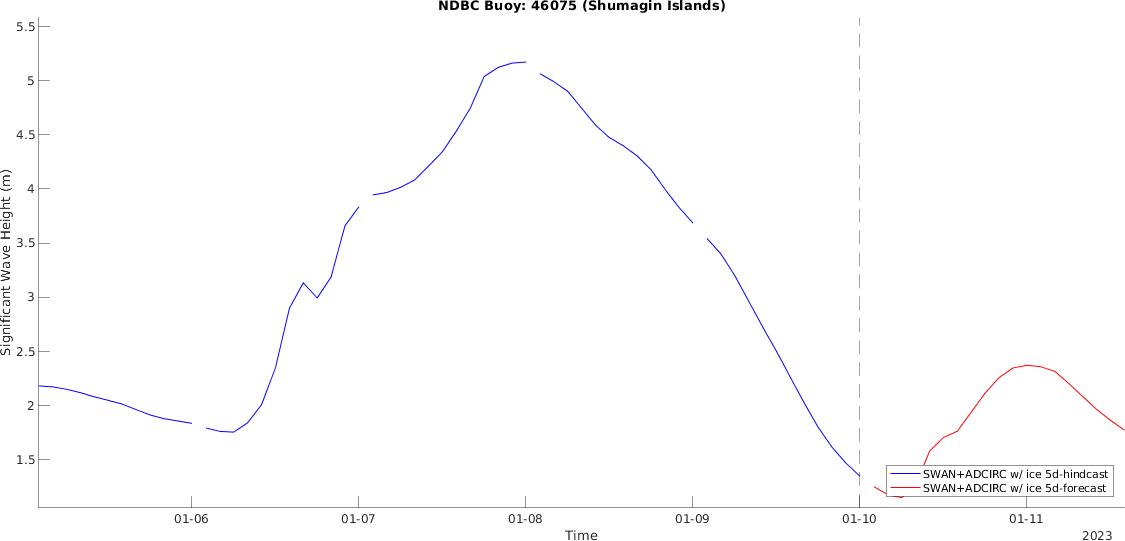 NDBC Buoy: 46075 (Shumagin Islands)
5.5
5
4.5
4
3.5
3
2.5
2
1.5
Significant Wave Height (m)
SWAN+ADCIRC w/ ice 5d-hindcast
SWAN+ADCIRC w/ ice 5d-forecast
01-06 01-07 01-08 01-09 01-10 01-11
Time
2023